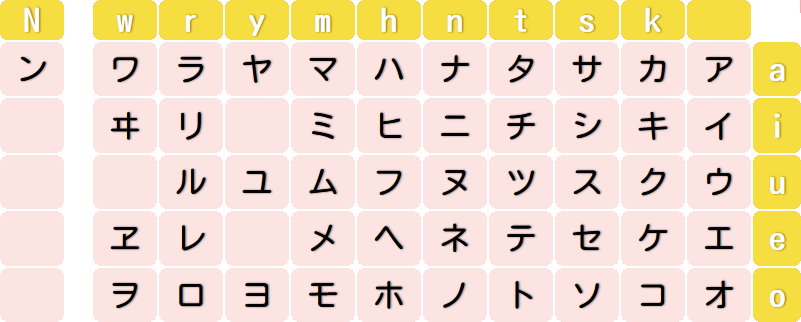 N w r y m h n t s k
ン ワ ラ ヤ マ ハ ナ タ サ カ ア a
ヰ リ ミ ヒ ニ チ シ キ イ i
ル ユ ム フ ヌ ツ ス ク ウ u
ヱ レ メ ヘ ネ テ セ ケ エ e
ヲ ロ ヨ モ ホ ノ ト ソ コ オ o